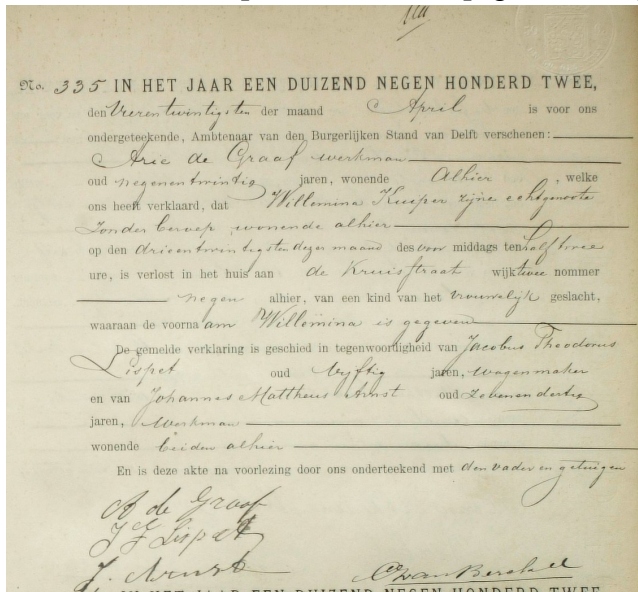 No. 335 IN HET JAAR EEN DUIZEND NEGEN HONDERD TWEE,
den vierentwintigsten der maand April is voor ons
ondergeteekende, Ambtenaar van den Burgerlijken Stand van Delft verschenen:
Arie de Graaf werkman
oud negenentwintig jaren, wonende Alhier, welke
ons heeft verklaard, dat Willemina Kuiper zijne echtgenoote
zonder beroep, wonende alhier
op den drieentwintigsten dezer maand des voor middags ten half twee
ure, is verlost in het huis aan de Kruisstraat wijk twee nommer
negen alhier, van een kind van het vrouwelijk geslacht,
waaraan de voornaam Willemina is gegeven
De gemelde verklaring is geschied in tegenwoordigheid van Jacobus Theodorus
Lispet oud vyftig jaren, wagenmaker
en van Johannes Mattheus Arnst oud zevenendertig
jaren, werkman
wonende beiden alhier
En is deze akte na voorlezing door ons onderteekend met den vader en getuigen
A de Graaf
J T Lispet
J. Arnst
C van Berckel
IN HET JAAR EEN DUIZEND NEGEN HONDERD TWEE